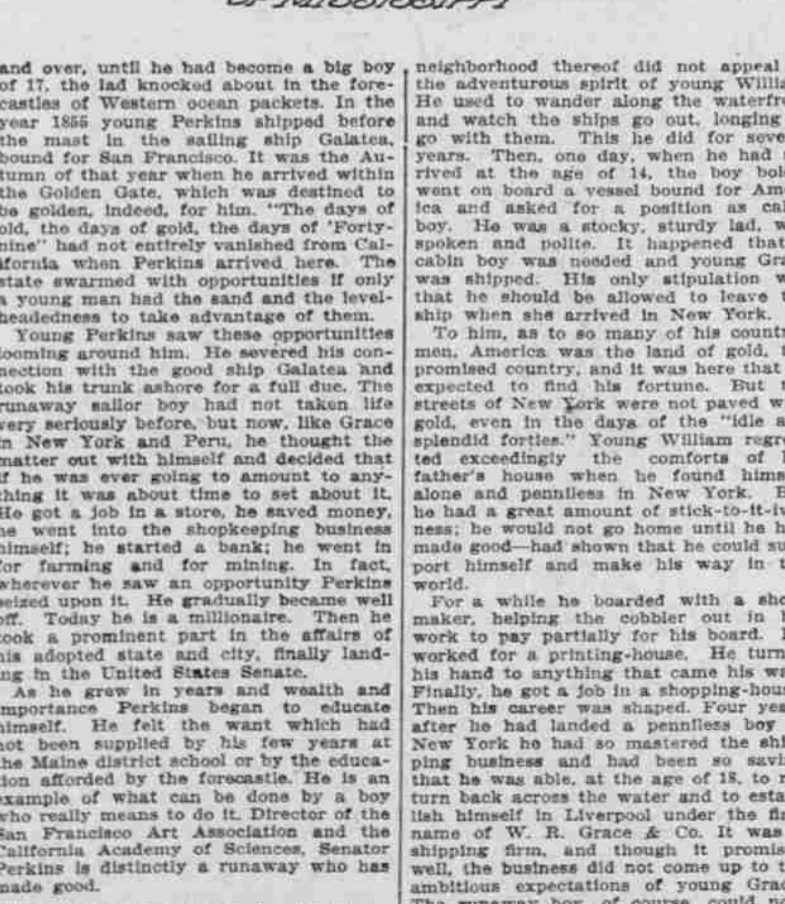 OF MISSISSIPPI
and over, until he had become a big boy
of 17, the lad knocked about in the fore-
castles of Western ocean packets. In the
year 1855 young Perkins shipped before
the mast in the sailing ship Galatea,
bound for San Francisco. It was the Au-
tumn of that year when he arrived within
the Golden Gate, which was destined to
be golden, indeed, for him. "The days of
old, the days of gold, the days of 'Forty-
nine" had not entirely vanished from Cal-
ifornia when Perkins arrived here. The
state swarmed with opportunities if only
a young man had the sand and the level-
headedness to take advantage of them.
Young Perkins saw these opportunities
looming around him. He severed his con-
nection with the good ship Galatea and
took his trunk ashore for a full due. The
runaway sailor boy had not taken life
very seriously before, but now, like Grace
in New York and Peru, he thought the
matter out with himself and decided that
if he was ever going to amount to any-
thing it was about time to set about it.
He got a job in a store, he saved money,
he went into the shopkeeping business
himself; he started a bank; he went in
for farming and for mining. In fact,
wherever he saw an opportunity Perkins
seized upon it. He gradually became well
off. Today he is a millionaire. Then he
took a prominent part in the affairs of
his adopted state and city, finally land-
ing in the United States Senate.
As he grew in years and wealth and
importance Perkins began to educate
himself. He felt the want which had
not been supplied by his few years at
the Maine district school or by the educa-
tion afforded by the forecastle. He is an
example of what can be done by a boy
who really means to do it. Director of the
San Francisco Art Association and the
California Academy of Sciences, Senator
Perkins is distinctly a runaway who has
made good.
neighborhood thereof did not appeal
the adventurous spirit of young Willia
He used to wander along the waterfro
and watch the ships go out, longing
go with them. This he did for seve
years. Then, one day, when he had
rived at the age of 14, the boy bol
went on board a vessel bound for Am
ica and asked for a position as ca
boy. He was a stocky, sturdy lad, w
spoken and polite. It happened that
cabin boy was needed and young Gra
was shipped. His only stipulation w
that he should be allowed to leave t
ship when she arrived in New York.
To him, as to so many of his countr
men, America was the land of gold, t
promised country, and it was here that
expected to find his fortune. But t
streets of New York were not paved w
gold, even in the days of the "idle a
splendid forties." Young William regre
ted exceedingly the comforts of h
father's house when he found hims
alone and penniless in New York. B
he had a great amount of stick-to-it-iv
ness; he would not go home until he h
made good—had shown that he could su
port himself and make his way in t
world.
For a while he boarded with a sho
maker, helping the cobbler out in h
work to pay partially for his board.
worked for a printing-house. He turn
his hand to anything that came his wa
Finally, he got a job in a shopping-hous
Then his career was shaped. Four yea
after he had landed a penniless boy
New York he had so mastered the shi
ping business and had been so savi
that he was able, at the age of 18, to r
turn back across the water and to esta
lish himself in Liverpool under the fi
name of W. R. Grace & Co. It was
shipping firm, and though it promis
well, the business did not come up to t
ambitious expectations of young Grac
The runaway boy, of course, could no